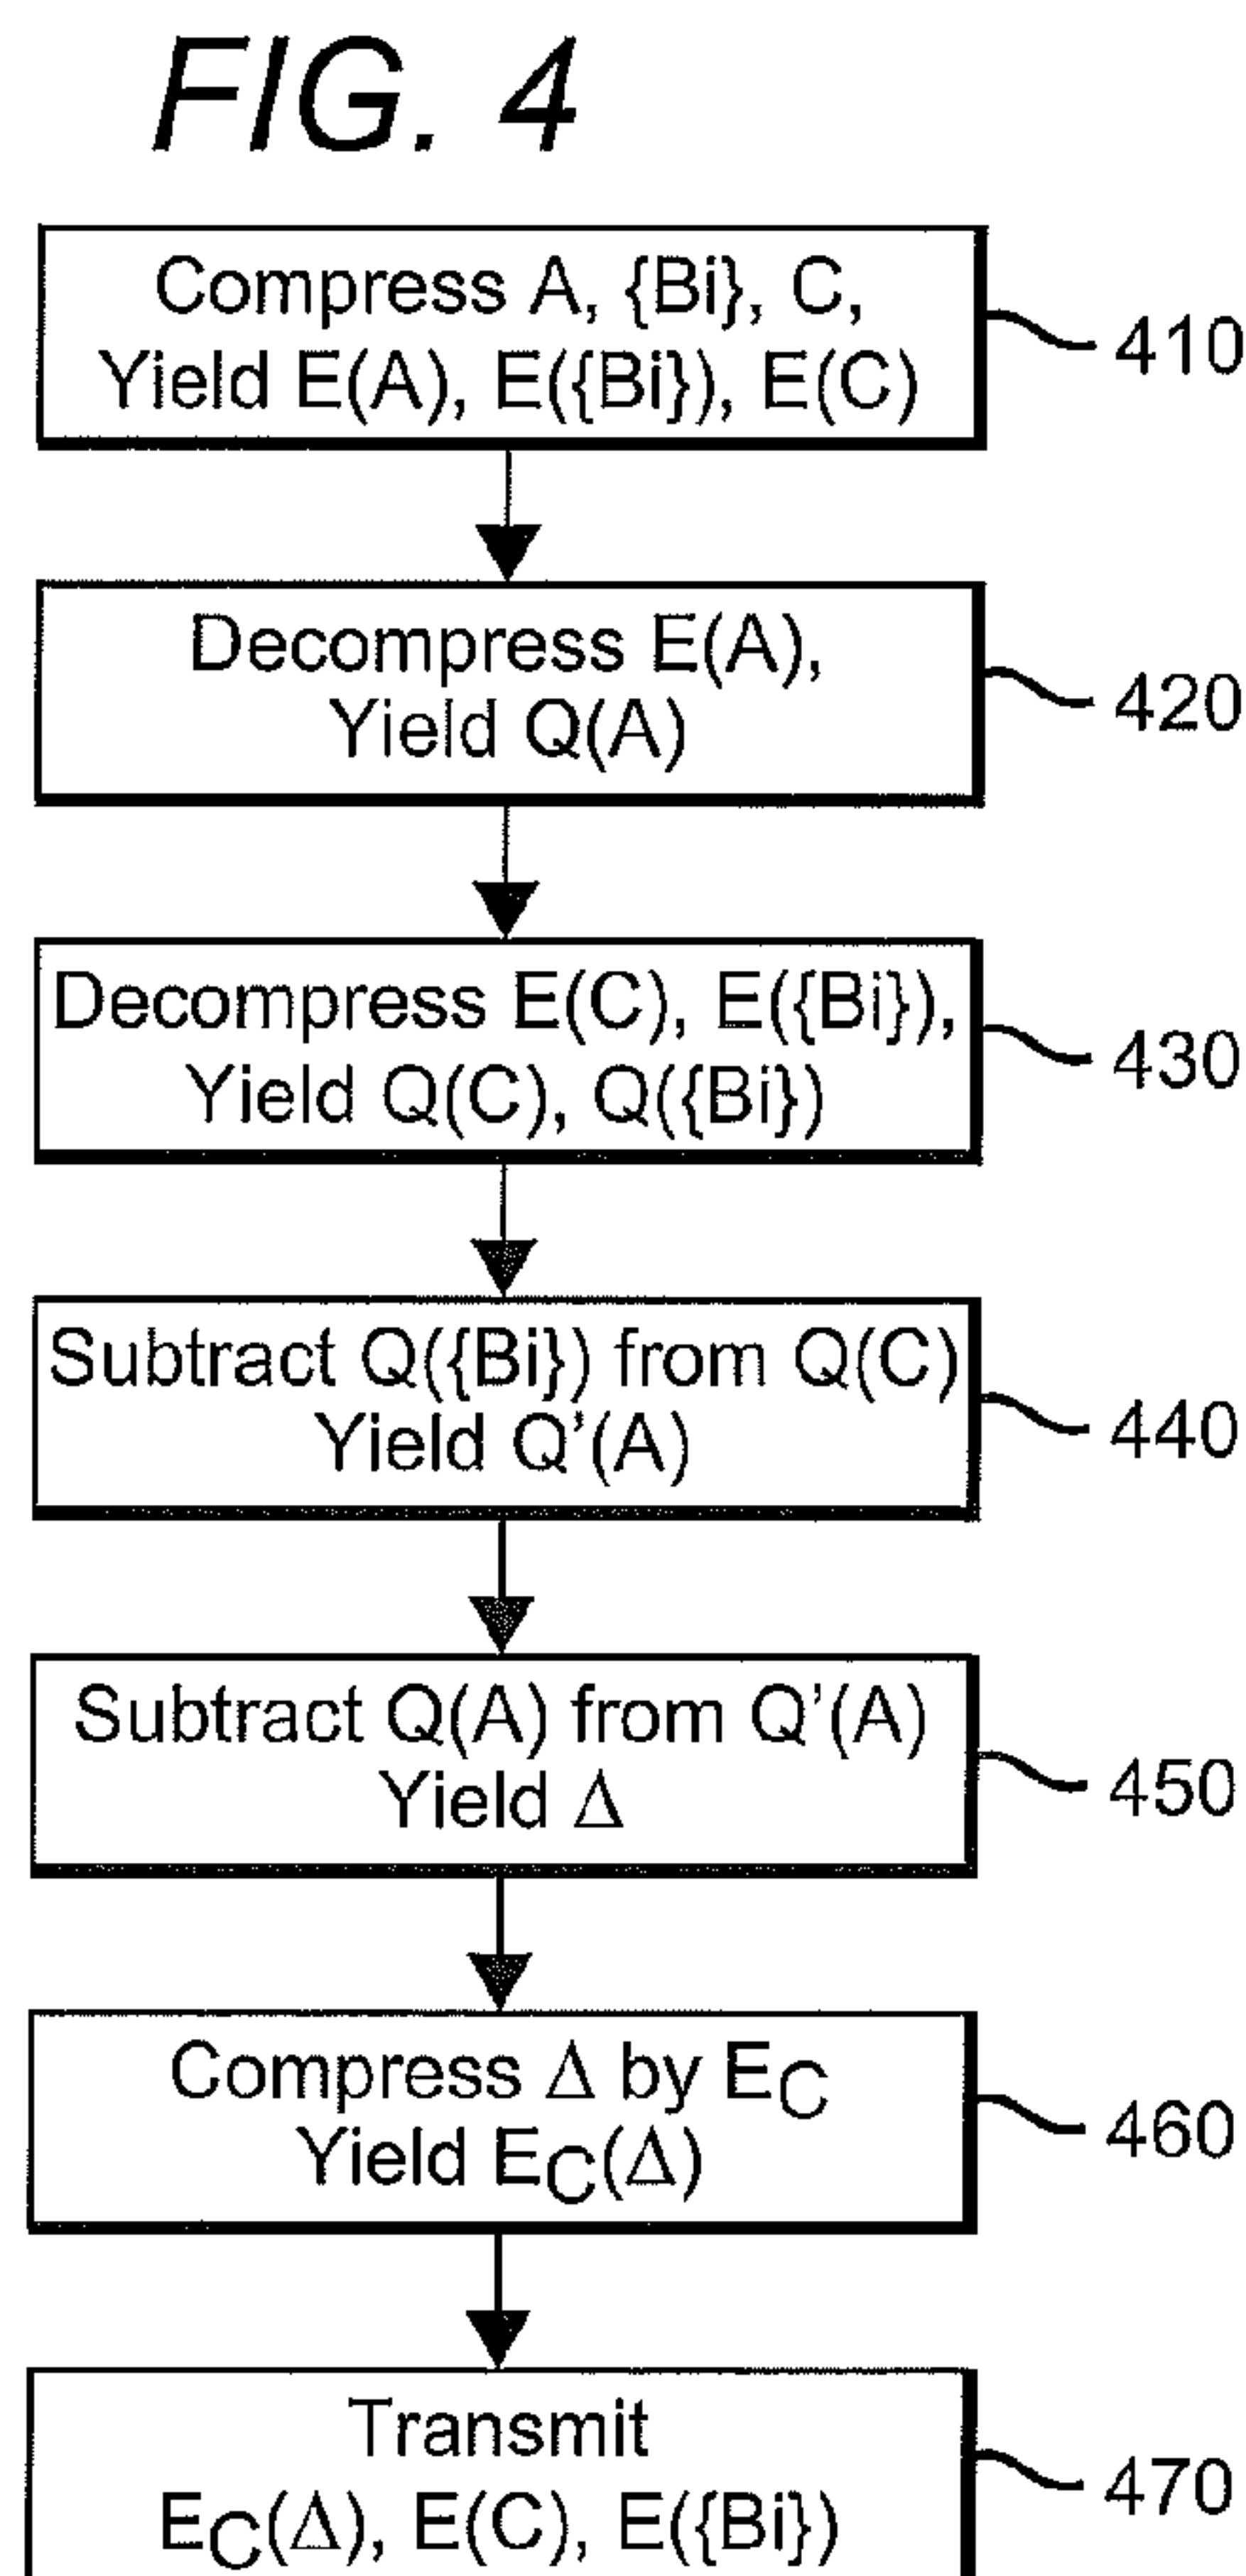 FIG. 4
Compress A, {Bi}, C,
Yield E(A), E({Bi}), E(C)
410
Decompress E(A),
Yield Q(A)
420
Decompress E(C), E({Bi}),
Yield Q(C), Q({Bi})
430
Subtract Q({Bi}) from Q(C)
Yield Q'(A)
440
Subtract Q(A) from Q'(A)
Yield Δ
450
Compress Δ by EC
Yield EC(Δ)
460
Transmit
EC(Δ), E(C), E({Bi})
470